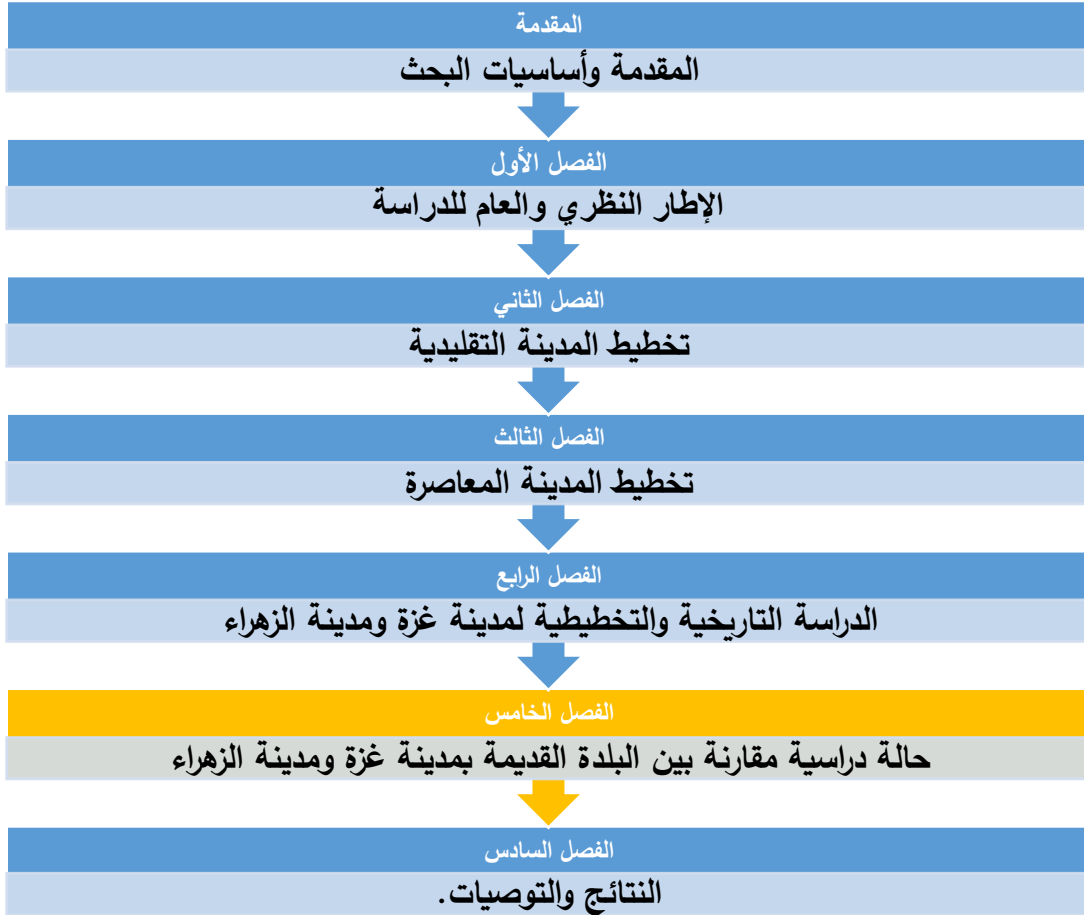 المقدمة
المقدمة وأساسيات البحث
الفصل الأول
الإطار النظري والعام للدراسة
الفصل الثاني
تخطيط المدينة التقليدية
الفصل الثالث
تخطيط المدينة المعاصرة
الفصل الرابع
الدراسة التاريخية والتخطيطية لمدينة غزة ومدينة الزهراء
الفصل الخامس
حالة دراسية مقارنة بين البلدة القديمة بمدينة غزة ومدينة الزهراء
الفصل السادس
النتائج والتوصيات.